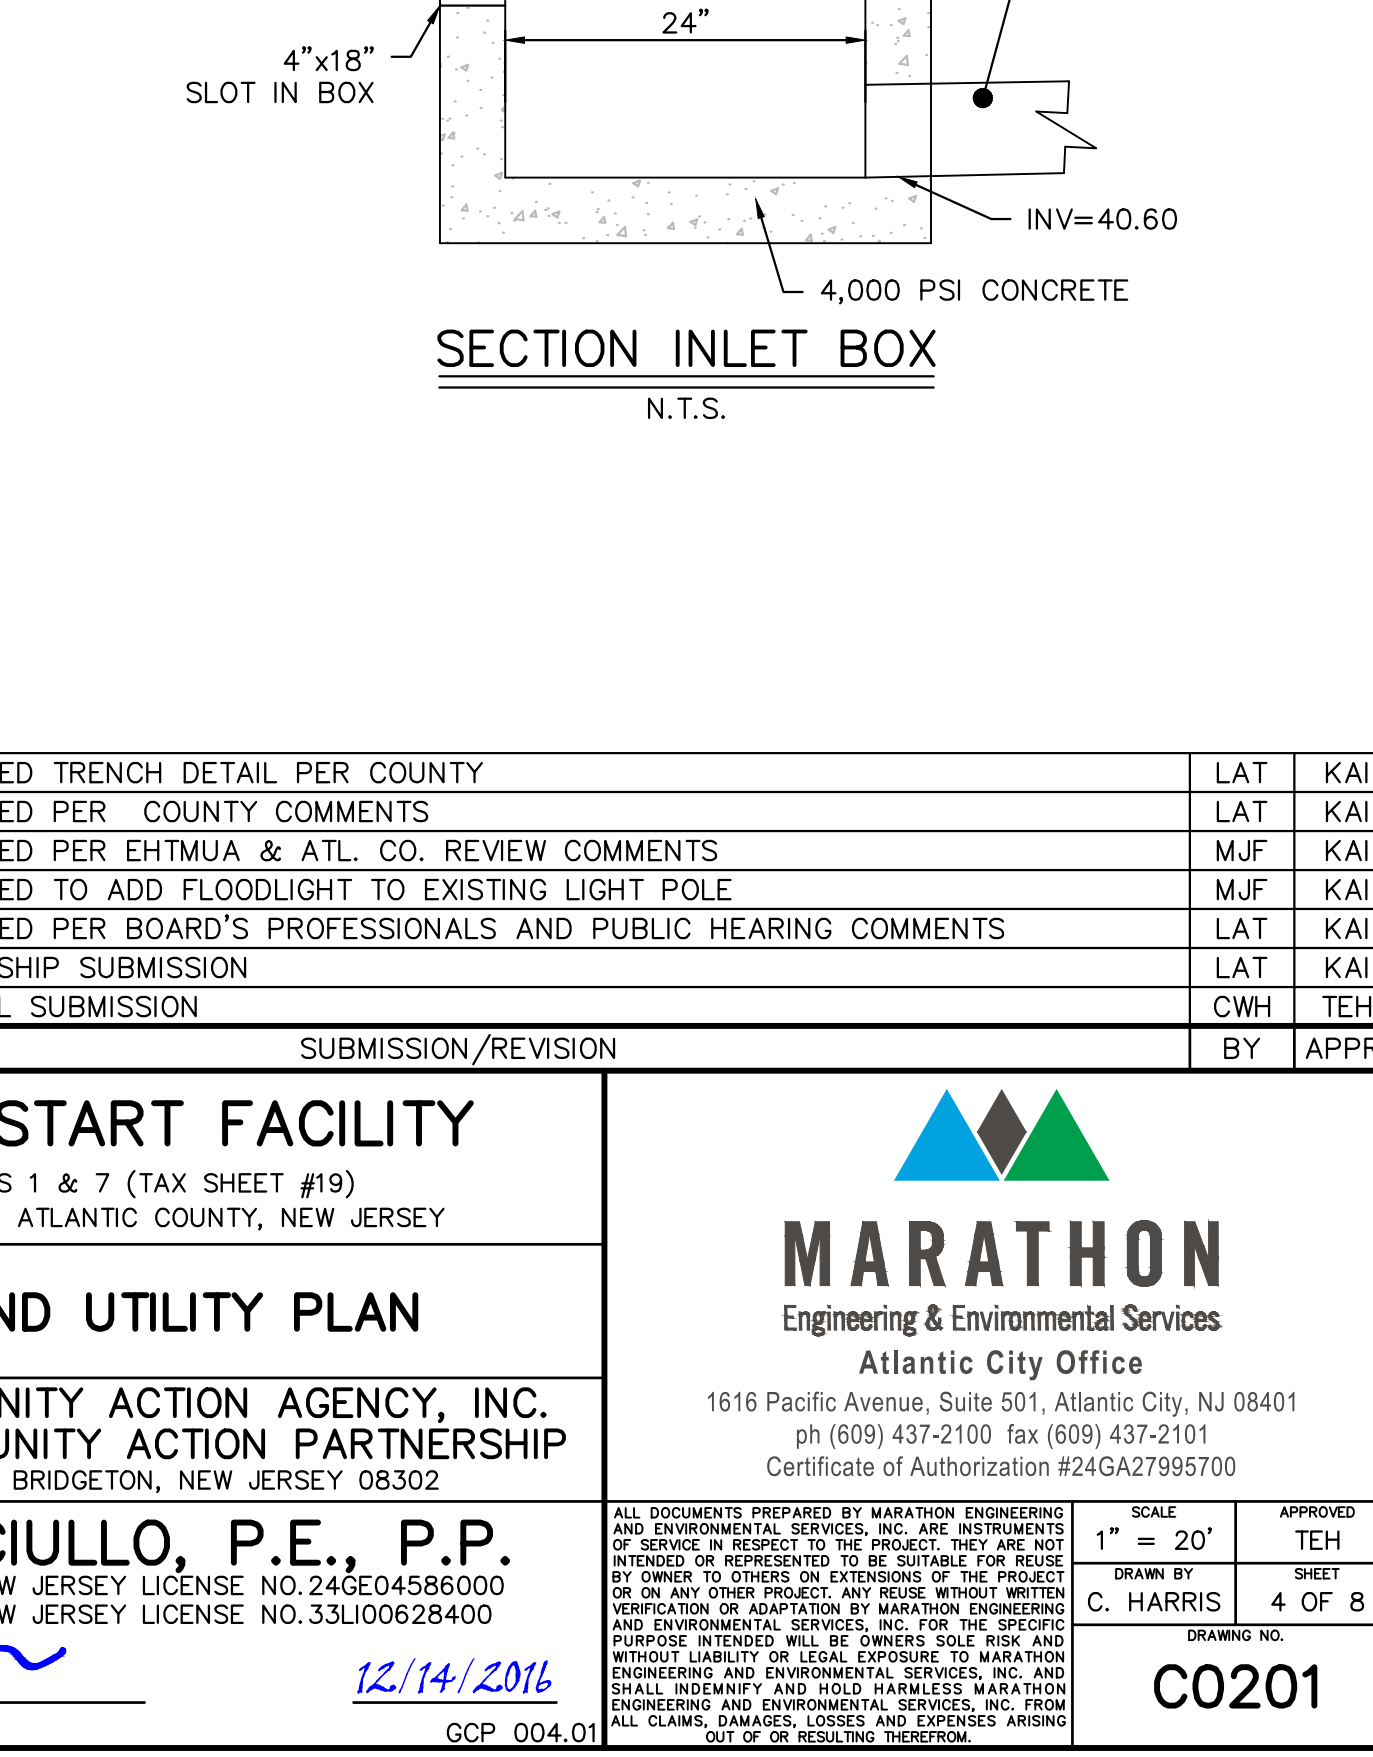 24"
4"x18"
SLOT IN BOX
INV=40.60
4,000 PSI CONCRETE
SECTION INLET BOX
N.T.S.
ED TRENCH DETAIL PER COUNTY LAT KAI
ED PER COUNTY COMMENTS LAT KAI
ED PER EHTMUA & ATL. CO. REVIEW COMMENTS MJF KAI
ED TO ADD FLOODLIGHT TO EXISTING LIGHT POLE MJF KAI
ED PER BOARD'S PROFESSIONALS AND PUBLIC HEARING COMMENTS LAT KAI
SHIP SUBMISSION LAT KAI
L SUBMISSION CWH TEH
SUBMISSION/REVISION BY APPR
START FACILITY
S 1 & 7 (TAX SHEET #19)
ATLANTIC COUNTY, NEW JERSEY
ND UTILITY PLAN
NITY ACTION AGENCY, INC.
UNITY ACTION PARTNERSHIP
BRIDGETON, NEW JERSEY 08302
CIULLO, P.E., P.P.
W JERSEY LICENSE NO.24GE04586000
W JERSEY LICENSE NO.33LI00628400
12/14/2016
GCP 004.01
MARATHON
Engineering & Environmental Services
Atlantic City Office
1616 Pacific Avenue, Suite 501, Atlantic City, NJ 08401
ph (609) 437-2100 fax (609) 437-2101
Certificate of Authorization #24GA27995700
ALL DOCUMENTS PREPARED BY MARATHON ENGINEERING
AND ENVIRONMENTAL SERVICES, INC. ARE INSTRUMENTS
OF SERVICE IN RESPECT TO THE PROJECT. THEY ARE NOT
INTENDED OR REPRESENTED TO BE SUITABLE FOR REUSE
BY OWNER TO OTHERS ON EXTENSIONS OF THE PROJECT
OR ON ANY OTHER PROJECT. ANY REUSE WITHOUT WRITTEN
VERIFICATION OR ADAPTATION BY MARATHON ENGINEERING
AND ENVIRONMENTAL SERVICES, INC. FOR THE SPECIFIC
PURPOSE INTENDED WILL BE OWNERS SOLE RISK AND
WITHOUT LIABILITY OR LEGAL EXPOSURE TO MARATHON
ENGINEERING AND ENVIRONMENTAL SERVICES, INC. AND
SHALL INDEMNIFY AND HOLD HARMLESS MARATHON
ENGINEERING AND ENVIRONMENTAL SERVICES, INC. FROM
ALL CLAIMS, DAMAGES, LOSSES AND EXPENSES ARISING
OUT OF OR RESULTING THEREFROM.
SCALE
1" = 20'
APPROVED
TEH
DRAWN BY
C. HARRIS
SHEET
4 OF 8
DRAWING NO.
C0201